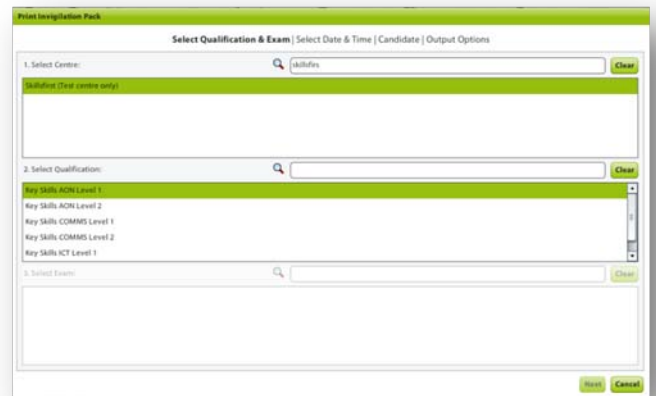 Print Invigilation Pack
Select Qualification & Exam | Select Date & Time | Candidate | Output Options
1. Select Centre:
skillsfirs
Clear
Skillsfirst (Test centre only)
2. Select Qualification:
Clear
Key Skills AON Level 1
Key Skills AON Level 2
Key Skills COMMS Level 1
Key Skills COMMS Level 2
Key Skills ICT Level 1
3. Select Exam:
Clear
Next Cancel